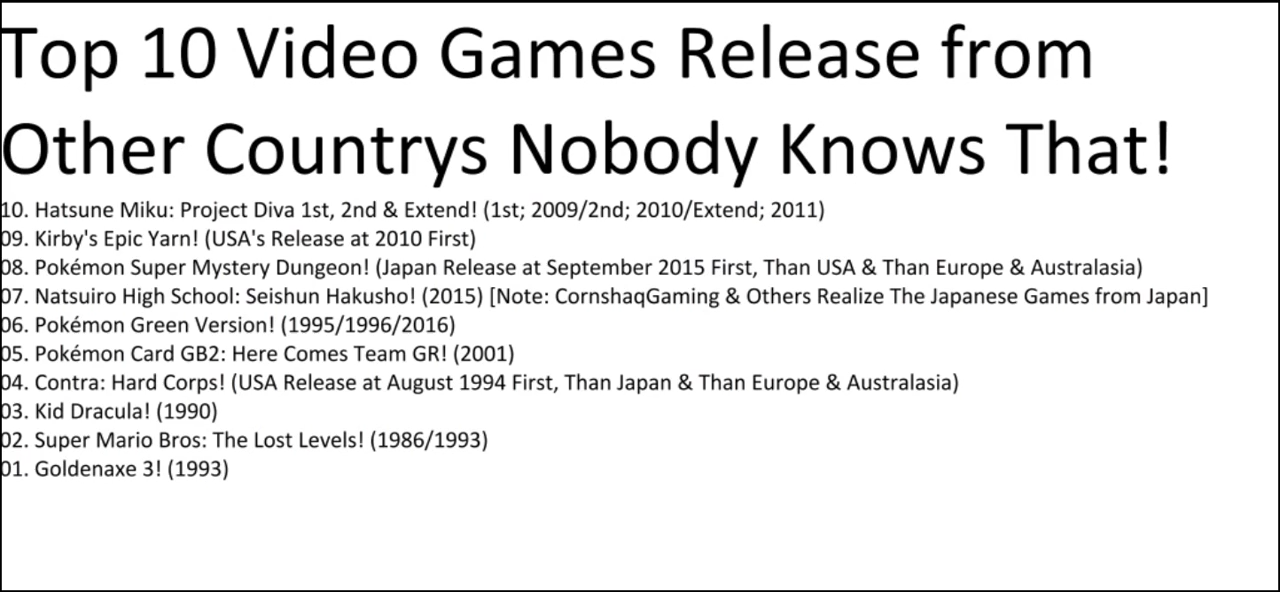 Top 10 Video Games Release from
Other Countrys Nobody Knows That!
10. Hatsune Miku: Project Diva 1st, 2nd & Extend! (1st; 2009/2nd; 2010/Extend; 2011)
09. Kirby's Epic Yarn! (USA's Release at 2010 First)
08. Pokémon Super Mystery Dungeon! (Japan Release at September 2015 First, Than USA & Than Europe & Australasia)
07. Natsuiro High School: Seishun Hakusho! (2015) [Note: CornshaqGaming & Others Realize The Japanese Games from Japan]
06. Pokémon Green Version! (1995/1996/2016)
05. Pokémon Card GB2: Here Comes Team GR! (2001)
04. Contra: Hard Corps! (USA Release at August 1994 First, Than Japan & Than Europe & Australasia)
03. Kid Dracula! (1990)
02. Super Mario Bros: The Lost Levels! (1986/1993)
01. Goldenaxe 3! (1993)